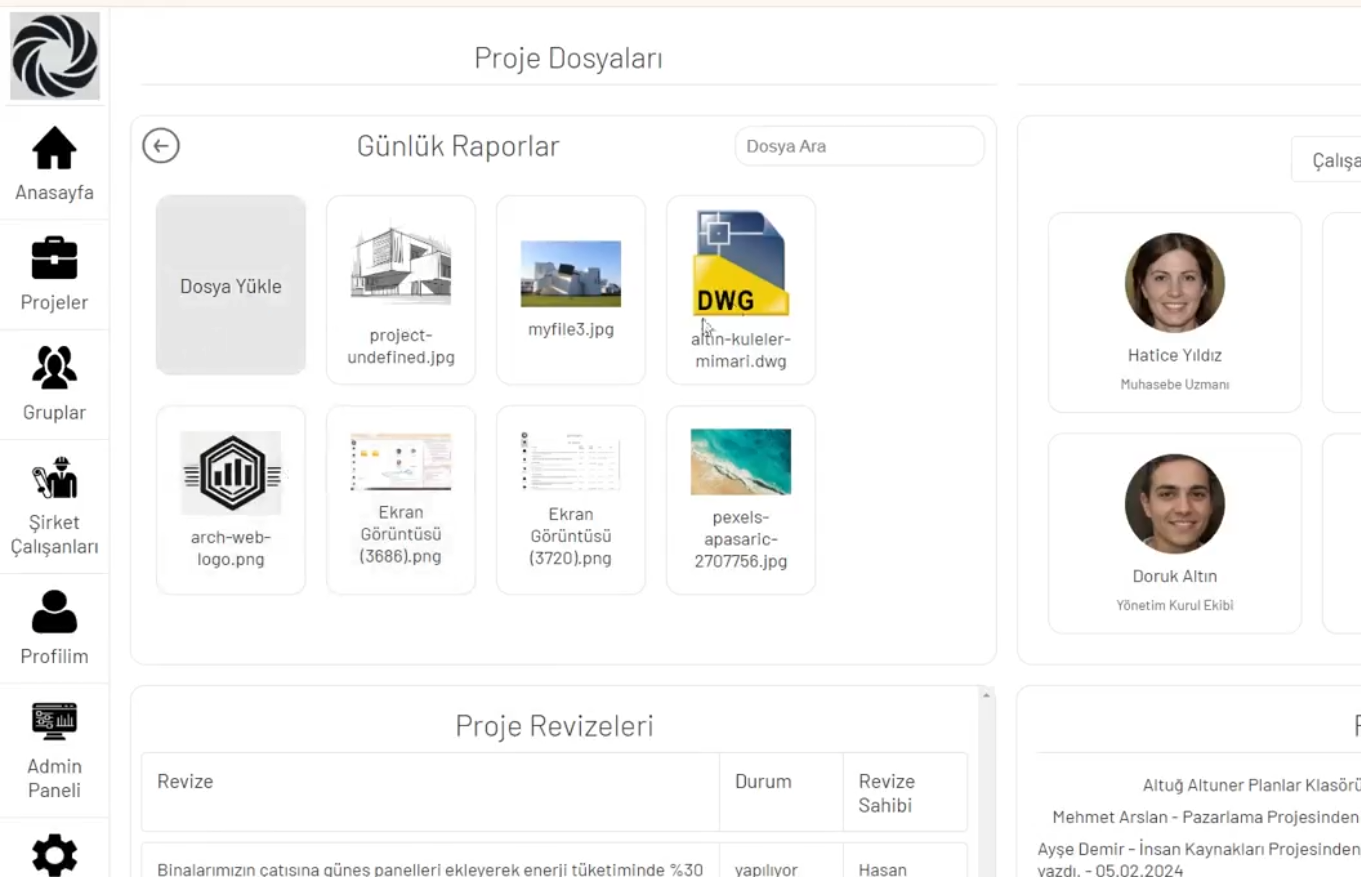 Proje Dosyaları
Günlük Raporlar
Dosya Ara
Dosya Yükle
project-
undefined.jpg
myfile3.jpg
DWG
altin-kuleler-
mimari.dwg
arch-web-
logo.png
Ekran
Görüntüsü
(3686).png
Ekran
Görüntüsü
(3720).png
pexels-
apasaric-
2707756.jpg
Anasayfa
Projeler
Gruplar
Şirket
Çalışanları
Profilim
Admin
Paneli
Hatice Yıldız
Muhasebe Uzmanı
Doruk Altın
Yönetim Kurul Ekibi
Proje Revizeleri
Revize
Durum
Revize
Sahibi
Binalarımızın çatısına güneş panelleri ekleyerek enerji tüketiminde %30
yapılıyor
Hasan
Altuğ Altuner Planlar Klasörü
Mehmet Arslan - Pazarlama Projesinden
Ayşe Demir - İnsan Kaynakları Projesinden
yazdı. - 05.02.2024